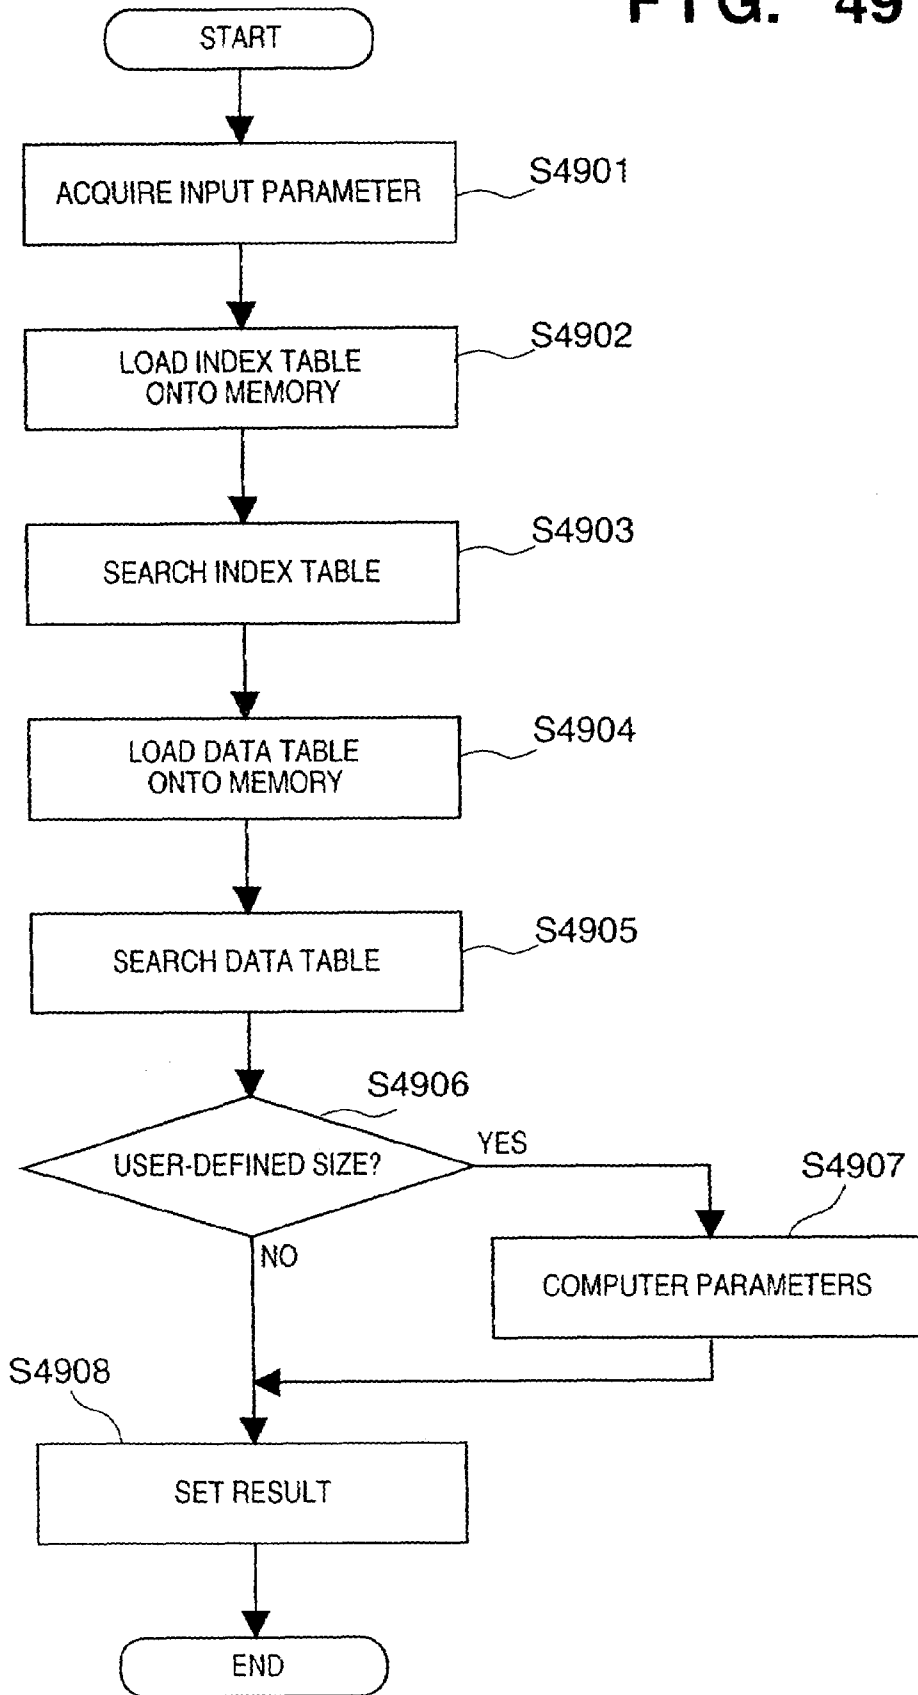 FIG. 49
START
ACQUIRE INPUT PARAMETER
S4901
S4902
LOAD INDEX TABLE
ONTO MEMORY
S4903
SEARCH INDEX TABLE
S4904
LOAD DATA TABLE
ONTO MEMORY
S4905
SEARCH DATA TABLE
S4906
USER-DEFINED SIZE?
YES
S4907
NO
COMPUTER PARAMETERS
S4908
SET RESULT
END